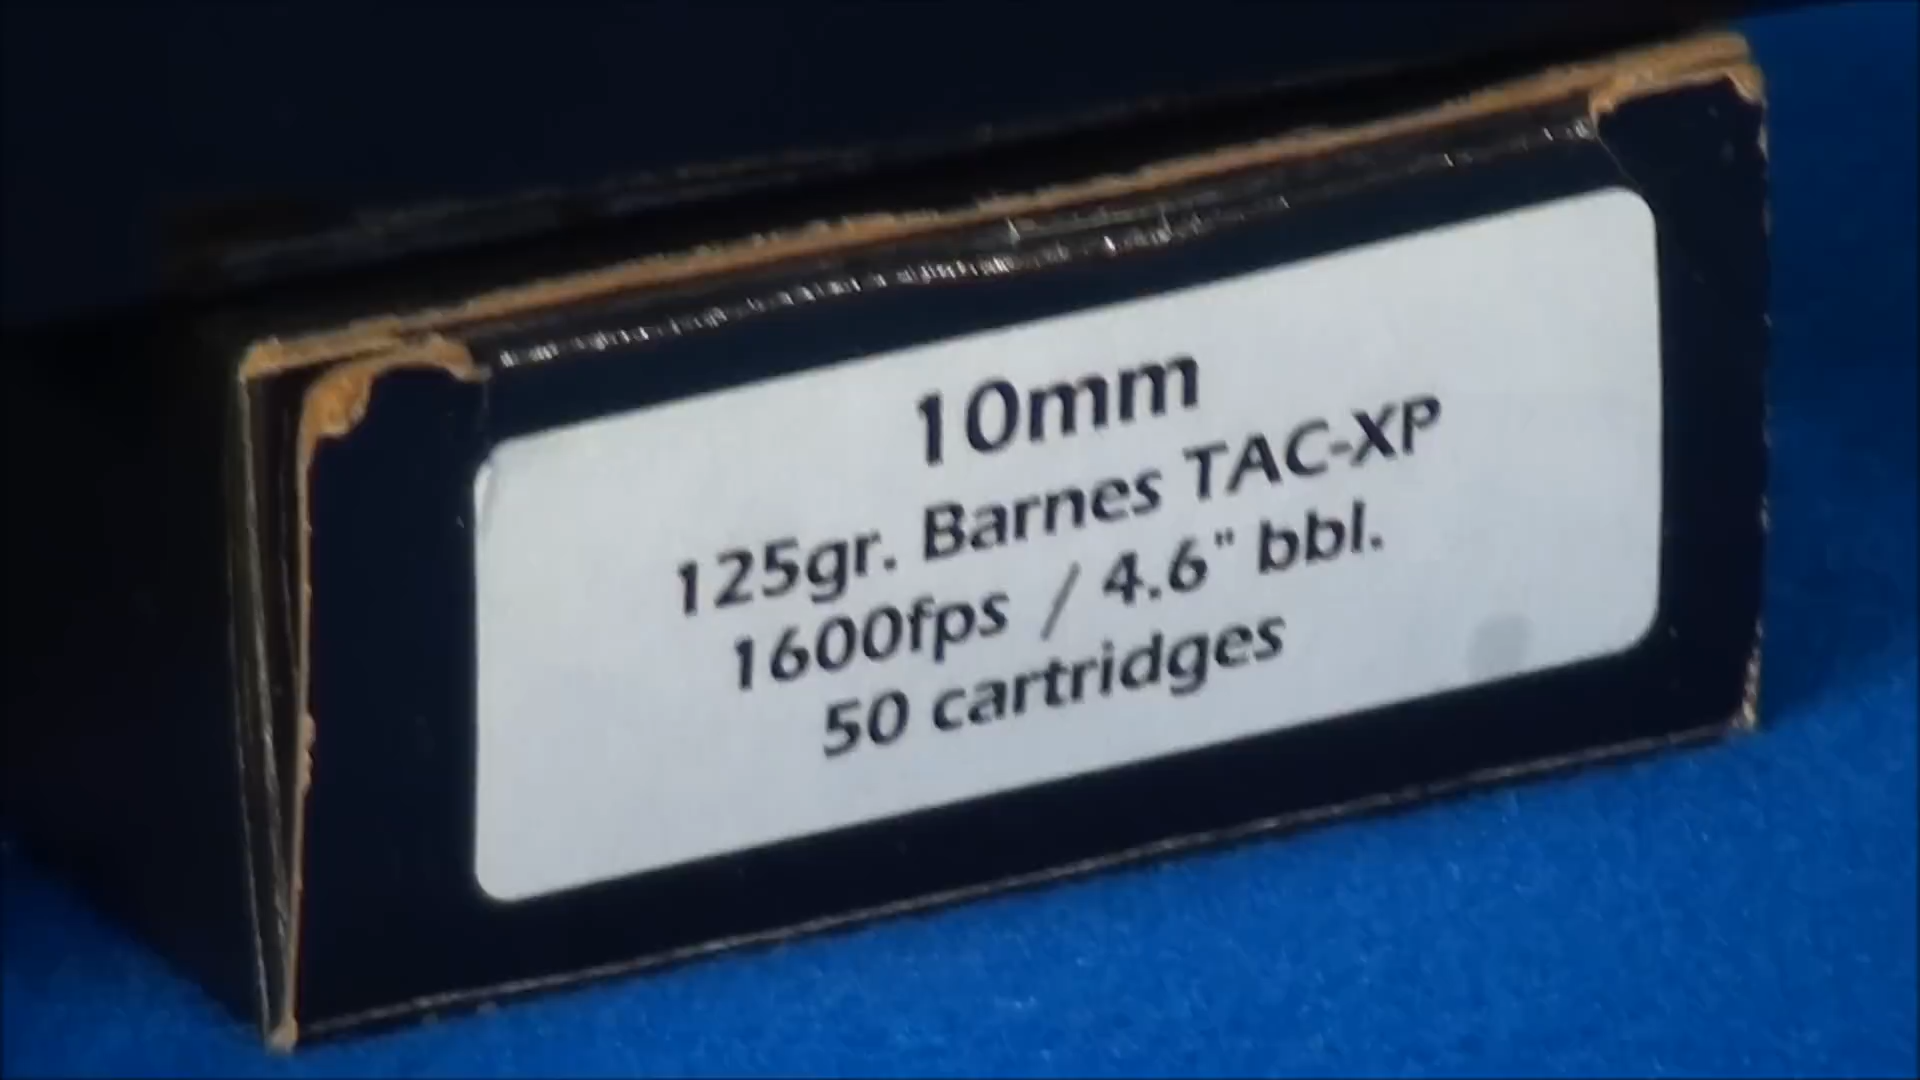 10mm
125gr. Barnes TAC-XP
1600fps / 4.6" bbl.
50 cartridges